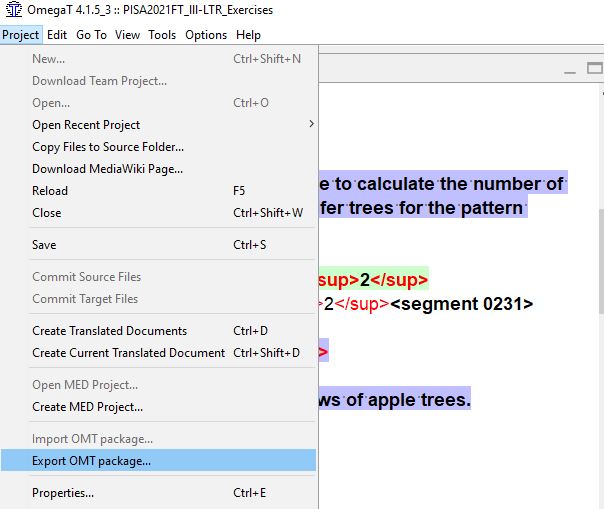 OmegaT 4.1.5_3 :: PISA2021FT_III-LTR_Exercises
Project Edit Go To View Tools Options Help
New... Ctrl+Shift+N
Download Team Project...
Open... Ctrl+O
Open Recent Project
Copy Files to Source Folder...
Download MediaWiki Page...
Reload F5
Close Ctrl+Shift+W
Save Ctrl+S
Commit Source Files
Commit Target Files
Create Translated Documents Ctrl+D
Create Current Translated Document Ctrl+Shift+D
Open MED Project...
Create MED Project...
Import OMT package...
Export OMT package...
Properties... Ctrl+E
e to calculate the number of
fer trees for the pattern
sup>2</sup>
>2</sup><segment 0231>
>
ws of apple trees.